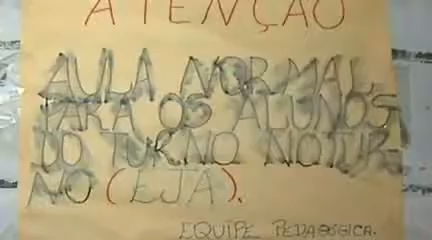 ATENÇÃO
AULA NORMAL
PARA OS ALUNOS
DO TURNO NOTUR-
NO (EJA).
EQUIPE PEDAGÓGICA.